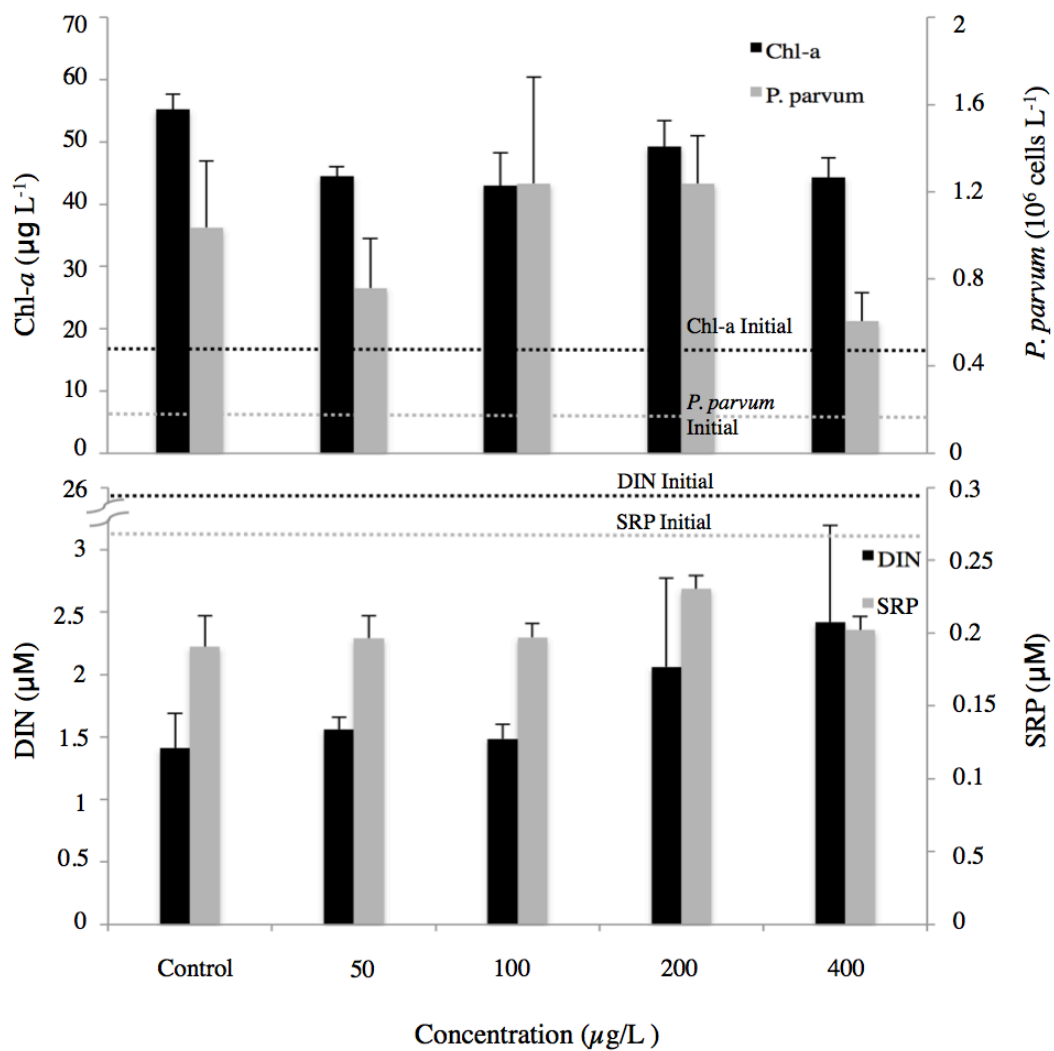 70
60
50
40
30
20
10
0
Chl-a (µg L-1)
2
1.6
1.2
0.8
0.4
0
P. parvum (106 cells L-1)
Chl-a
P. parvum
Chl-a Initial
P. parvum
Initial
26
3
2.5
2
1.5
1
0.5
0
DIN (µM)
DIN Initial
SRP Initial
DIN
SRP
0.3
0.25
0.2
0.15
0.1
0.5
0
SRP (µM)
Control 50 100 200 400
Concentration (µg/L )